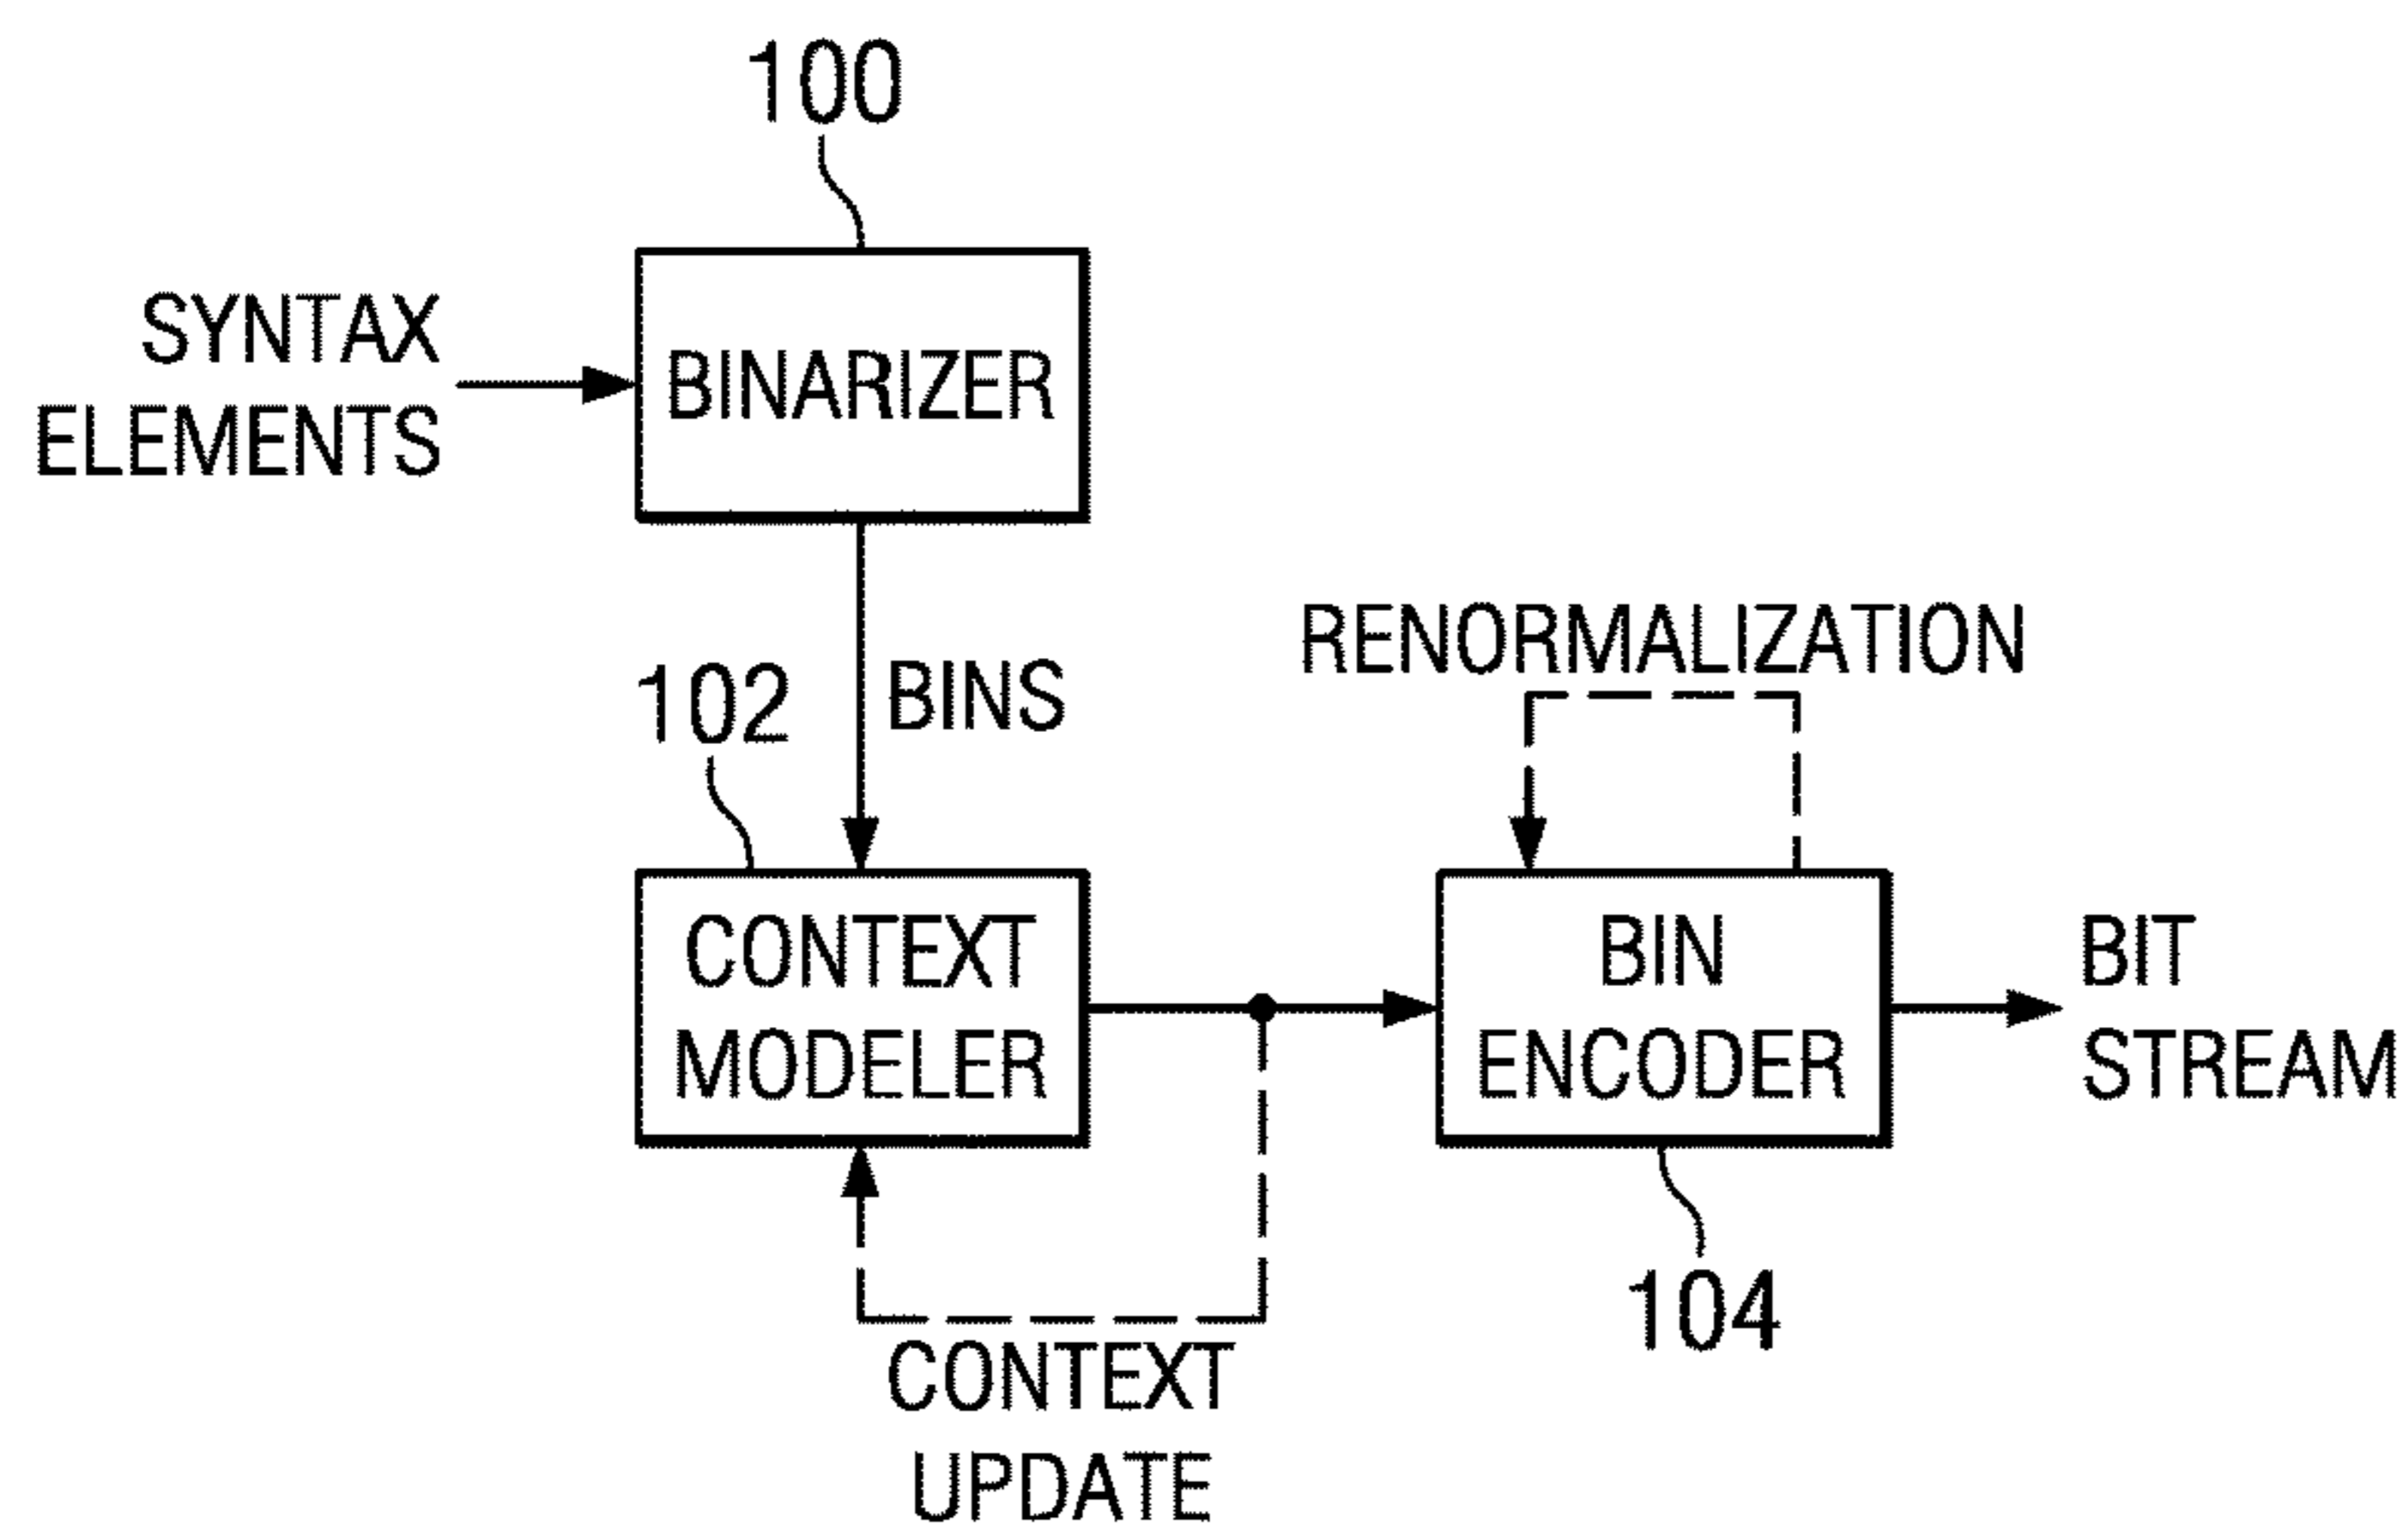 100
SYNTAX
ELEMENTS
BINARIZER
102
BINS
RENORMALIZATION
CONTEXT
MODELER
BIN
ENCODER
BIT
STREAM
104
CONTEXT
UPDATE